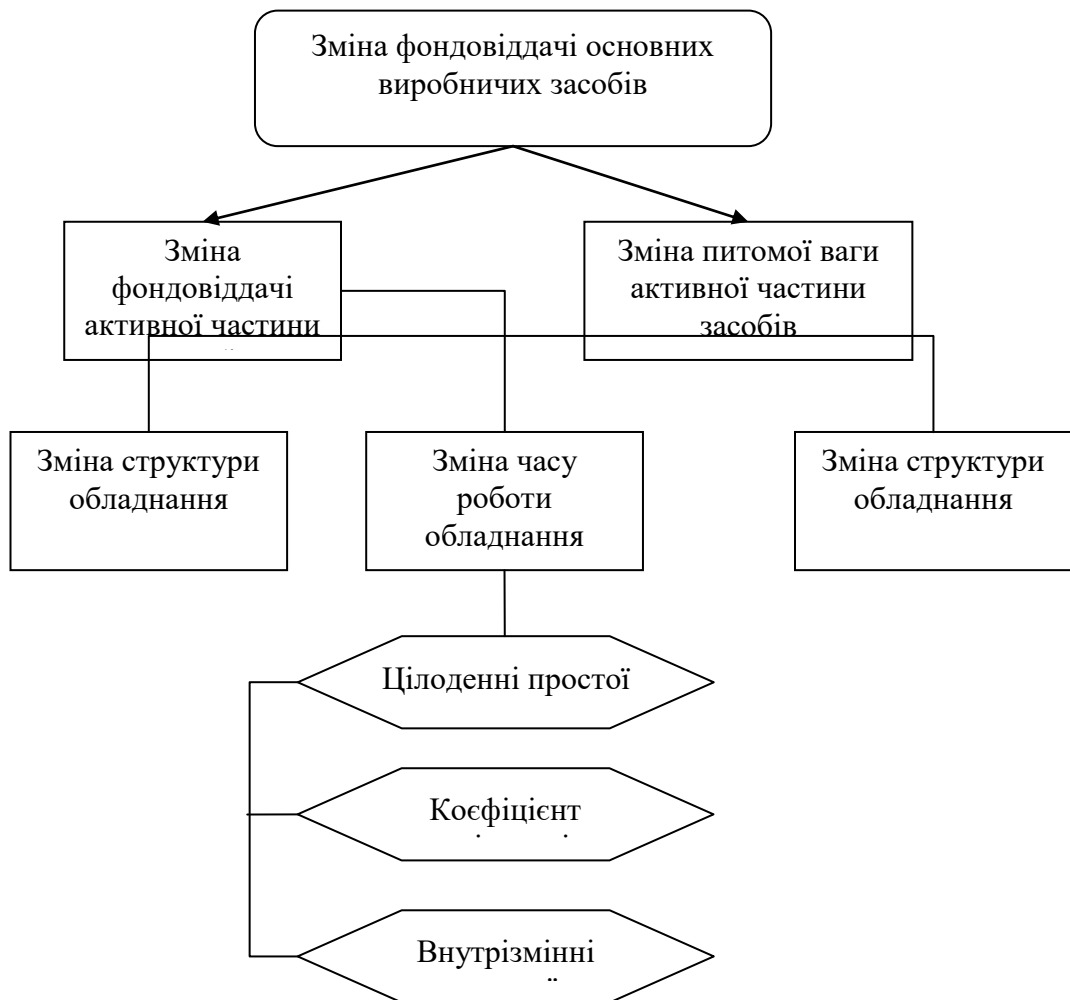 Зміна фондовіддачі основних
виробничих засобів
Зміна
фондовіддачі
активної частини
Зміна питомої ваги
активної частини
засобів
Зміна структури
обладнання
Зміна часу
роботи
обладнання
Зміна структури
обладнання
Цілоденні простої
Коєфіцієнт
Внутрізмінні